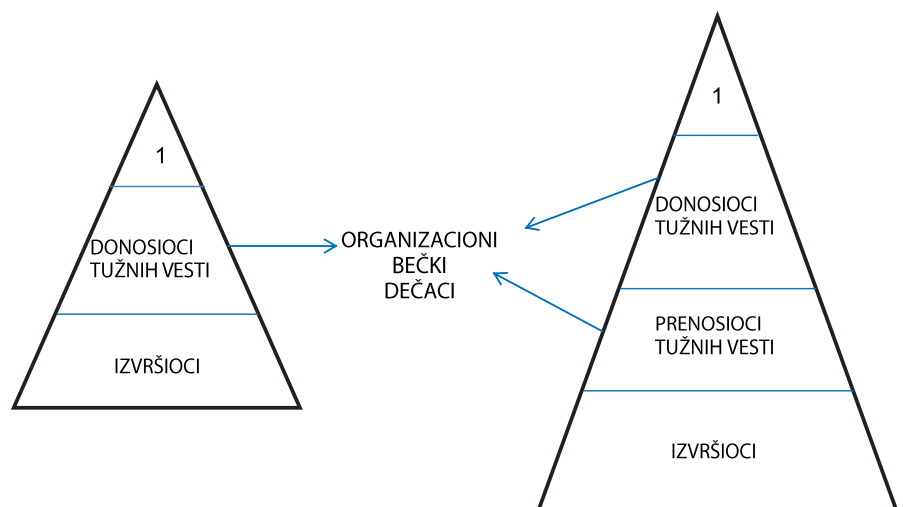 1
DONOSIOCI
TUŽNIH VESTI
IZVRŠIOCI
ORGANIZACIONI
BEČKI
DEČACI
1
DONOSIOCI
TUŽNIH VESTI
PRENOSIOCI
TUŽNIH VESTI
IZVRŠIOCI